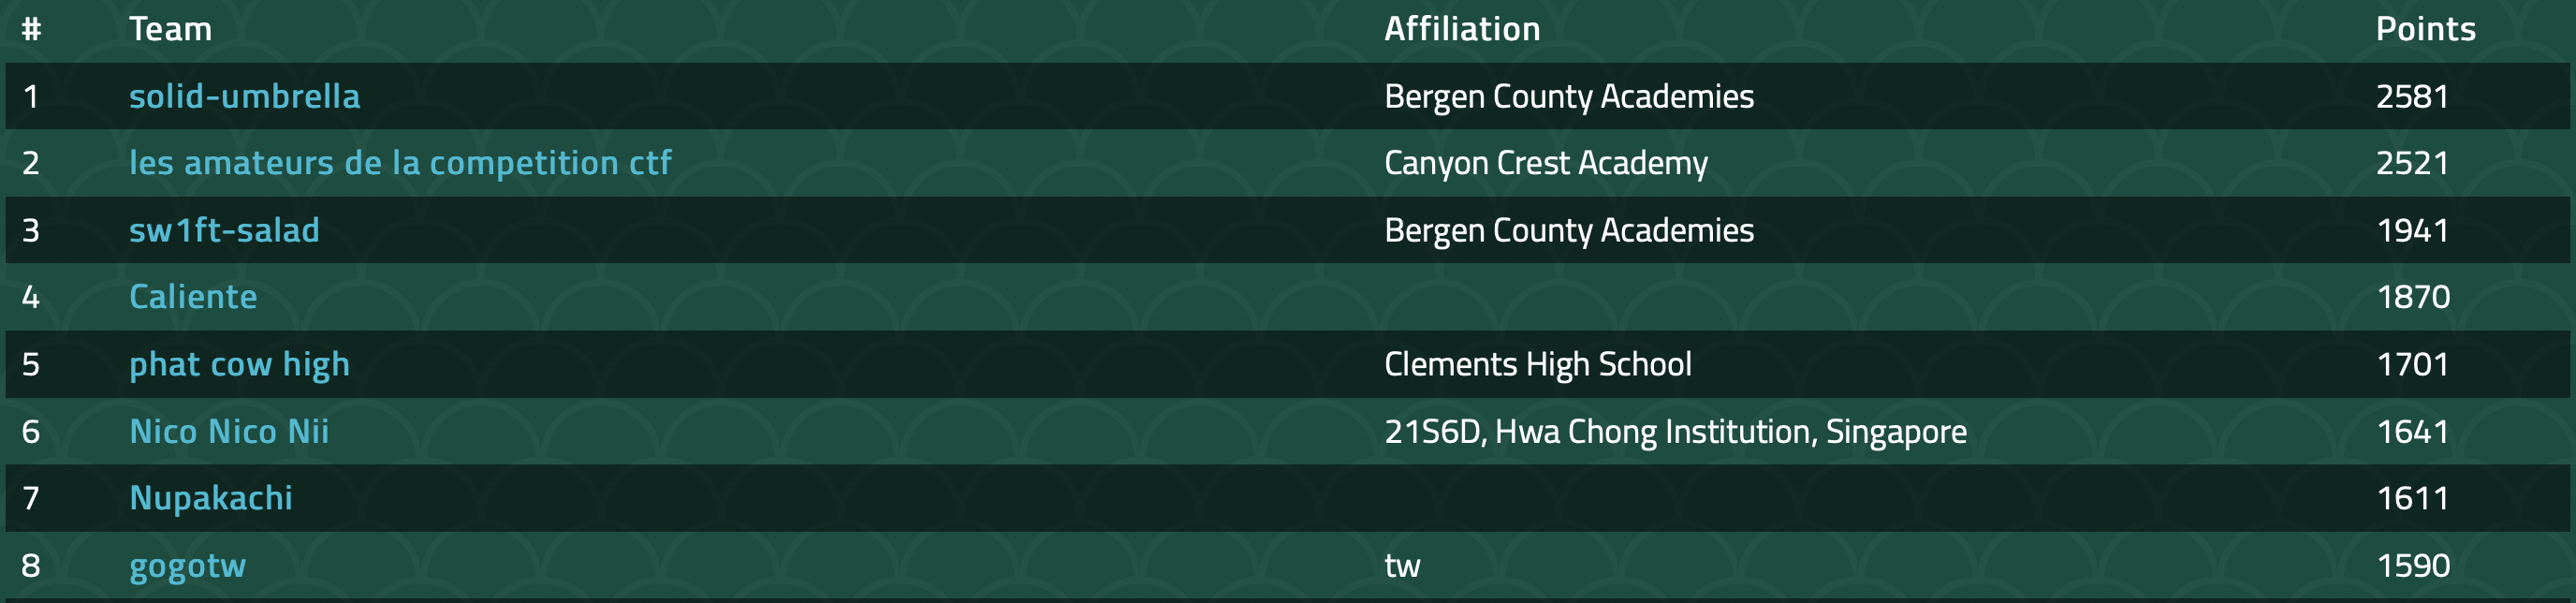 # Team Affiliation Points
1 solid-umbrella Bergen County Academies 2581
2 les amateurs de la competition ctf Canyon Crest Academy 2521
3 sw1ft-salad Bergen County Academies 1941
4 Caliente 1870
5 phat cow high Clements High School 1701
6 Nico Nico Nii 21S6D, Hwa Chong Institution, Singapore 1641
7 Nupakachi 1611
8 gogotw tw 1590